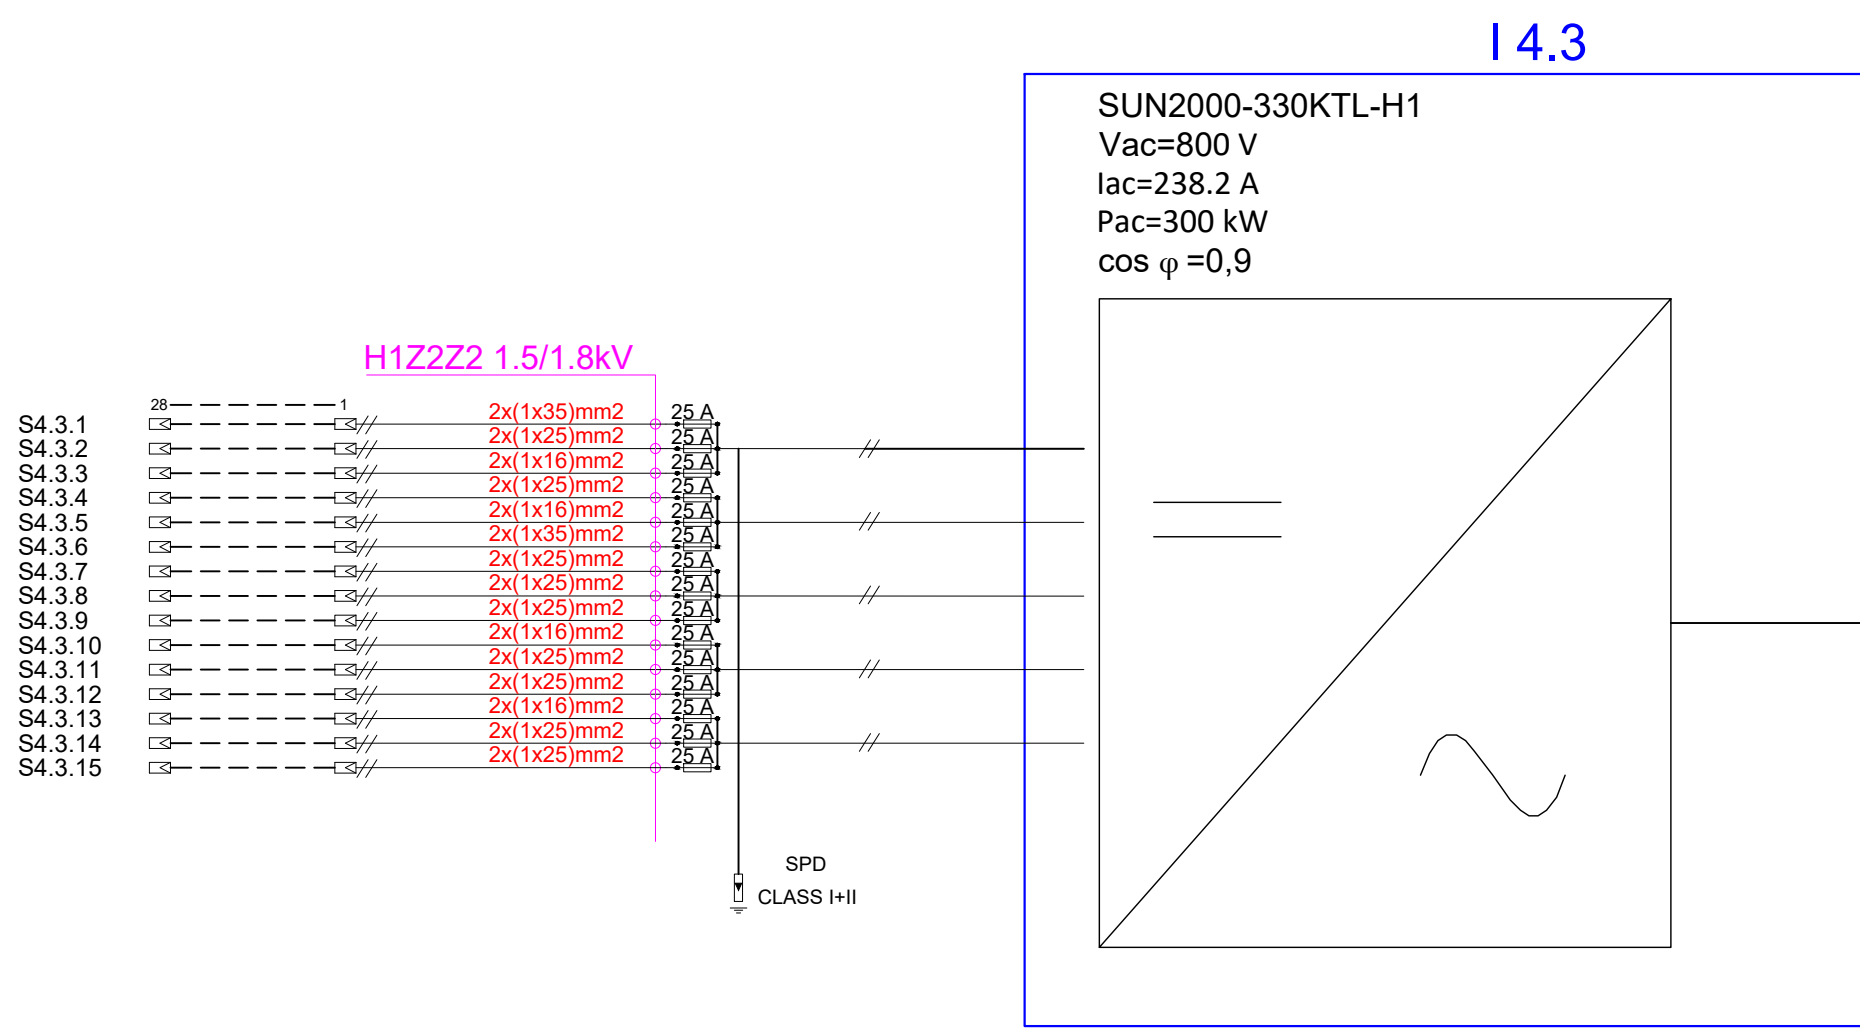 I 4.3
SUN2000-330KTL-H1
Vac=800 V
Iac=238.2 A
Pac=300 kW
cos φ =0,9
H1Z2Z2 1.5/1.8kV
28 1
S4.3.1 2x(1x35)mm2 25 A
S4.3.2 2x(1x25)mm2 25 A
S4.3.3 2x(1x16)mm2 25 A
S4.3.4 2x(1x25)mm2 25 A
S4.3.5 2x(1x16)mm2 25 A
S4.3.6 2x(1x35)mm2 25 A
S4.3.7 2x(1x25)mm2 25 A
S4.3.8 2x(1x25)mm2 25 A
S4.3.9 2x(1x25)mm2 25 A
S4.3.10 2x(1x16)mm2 25 A
S4.3.11 2x(1x25)mm2 25 A
S4.3.12 2x(1x25)mm2 25 A
S4.3.13 2x(1x16)mm2 25 A
S4.3.14 2x(1x25)mm2 25 A
S4.3.15 2x(1x25)mm2 25 A
SPD
CLASS I+II